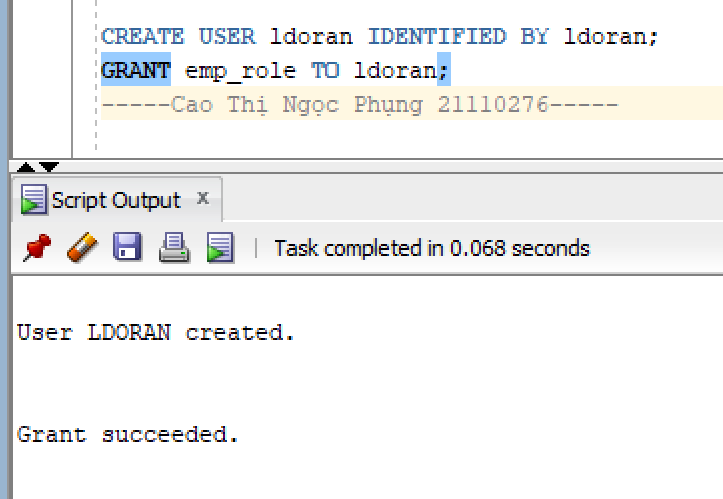 CREATE USER ldoran IDENTIFIED BY ldoran;
GRANT emp_role TO ldoran;
-----Cao Thị Ngọc Phụng 21110276-----
Script Output x
Task completed in 0.068 seconds
User LDORAN created.
Grant succeeded.